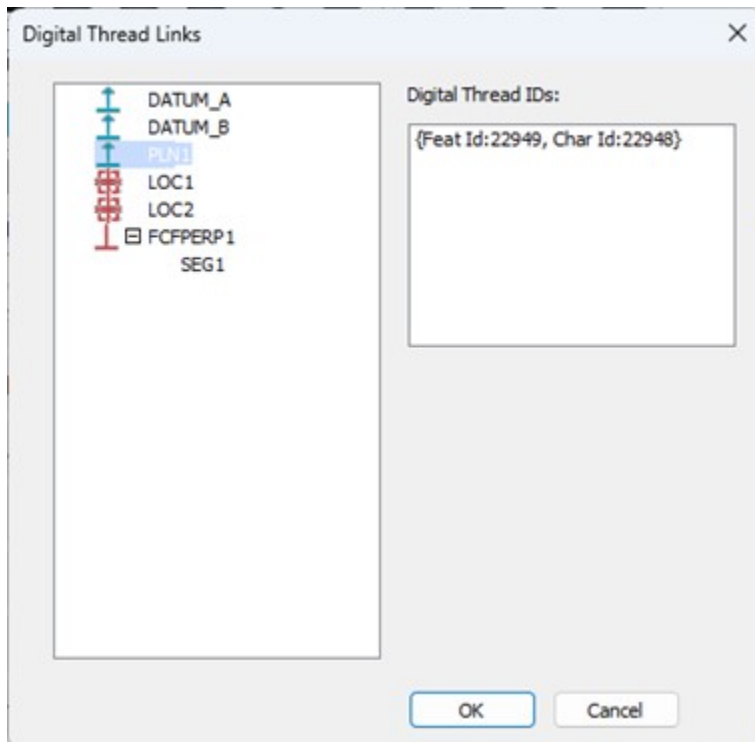 Digital Thread Links
DATUM_A
DATUM_B
PLN1
LOC1
LOC2
FCFPERP1
SEG1
Digital Thread IDs:
{Feat Id:22949, Char Id:22948}
OK
Cancel